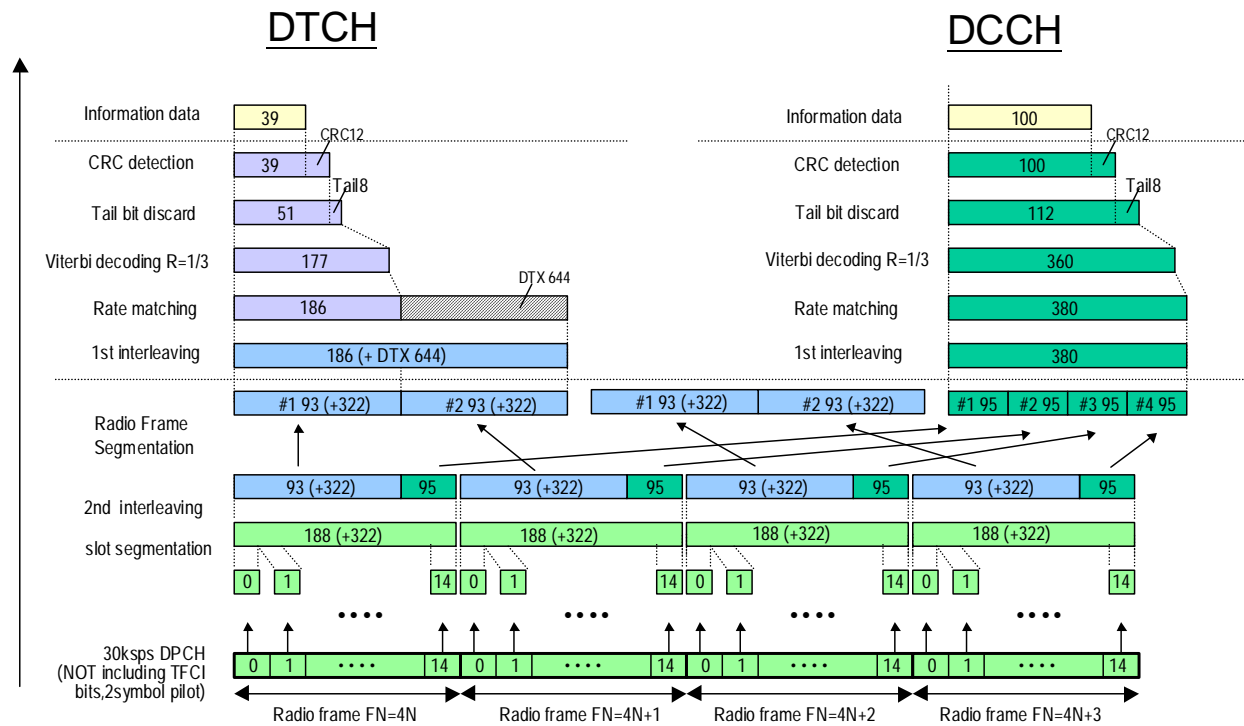 DTCH
DCCH
Information data
39
Information data
100
CRC12
CRC12
CRC detection
39
CRC detection
100
Tail8
Tail8
Tail bit discard
51
Tail bit discard
112
Viterbi decoding R=1/3
177
Viterbi decoding R=1/3
360
DTX 644
Rate matching
186
Rate matching
380
1st interleaving
186 (+ DTX 644)
1st interleaving
380
#1 93 (+322)
#2 93 (+322)
#1 93 (+322)
#2 93 (+322)
#1 95
#2 95
#3 95
#4 95
Radio Frame
Segmentation
93 (+322)
95
93 (+322)
95
93 (+322)
95
93 (+322)
95
2nd interleaving
188 (+322)
188 (+322)
188 (+322)
188 (+322)
slot segmentation
0
1
14
0
1
14
0
1
14
0
1
14
30ksps DPCH
(NOT including TFCI
bits,2symbol pilot)
0
1
14
0
1
14
0
1
14
0
1
14
Radio frame FN=4N
Radio frame FN=4N+1
Radio frame FN=4N+2
Radio frame FN=4N+3